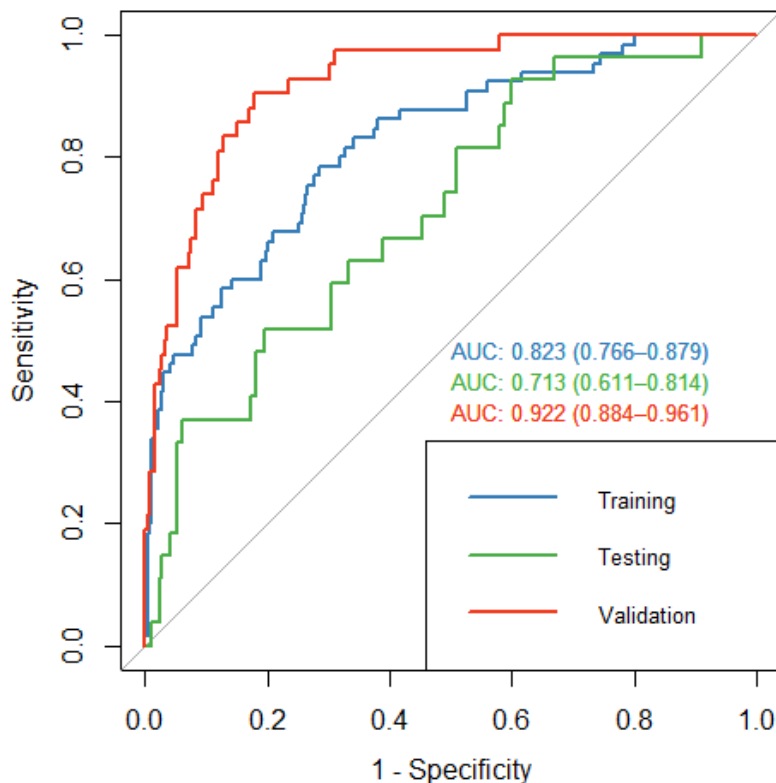 1.0
0.8
0.6
0.4
0.2
0.0
Sensitivity
AUC: 0.823 (0.766–0.879)
AUC: 0.713 (0.611–0.814)
AUC: 0.922 (0.884–0.961)
Training
Testing
Validation
0.0 0.2 0.4 0.6 0.8 1.0
1 - Specificity